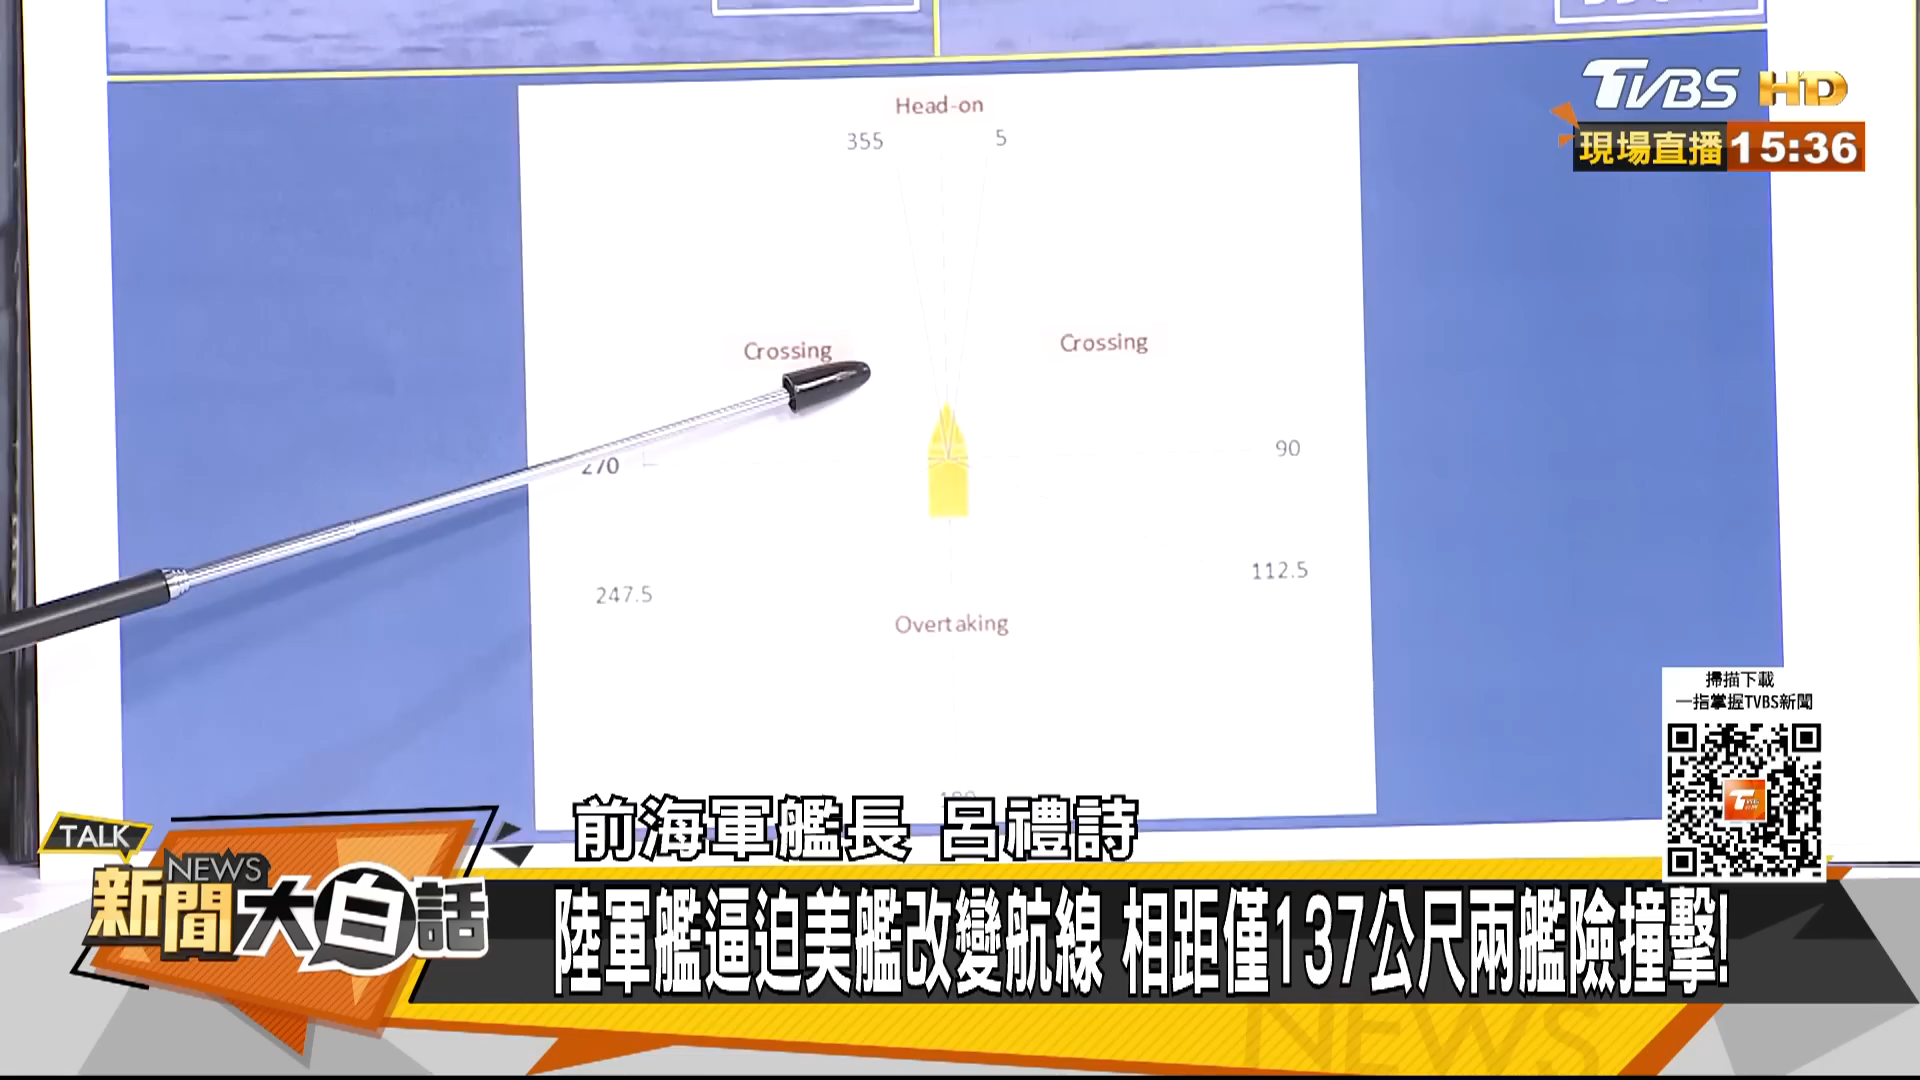 TVBS HD
現場直播 15:36
Head-on
355
5
Crossing
Crossing
270
90
247.5
112.5
Overtaking
掃描下載
一指掌握TVBS新聞
TVBS
前海軍艦長 呂禮詩
TALK
NEWS
新聞大白話
陸軍艦逼迫美艦改變航線 相距僅137公尺兩艦險撞擊!
NEWS